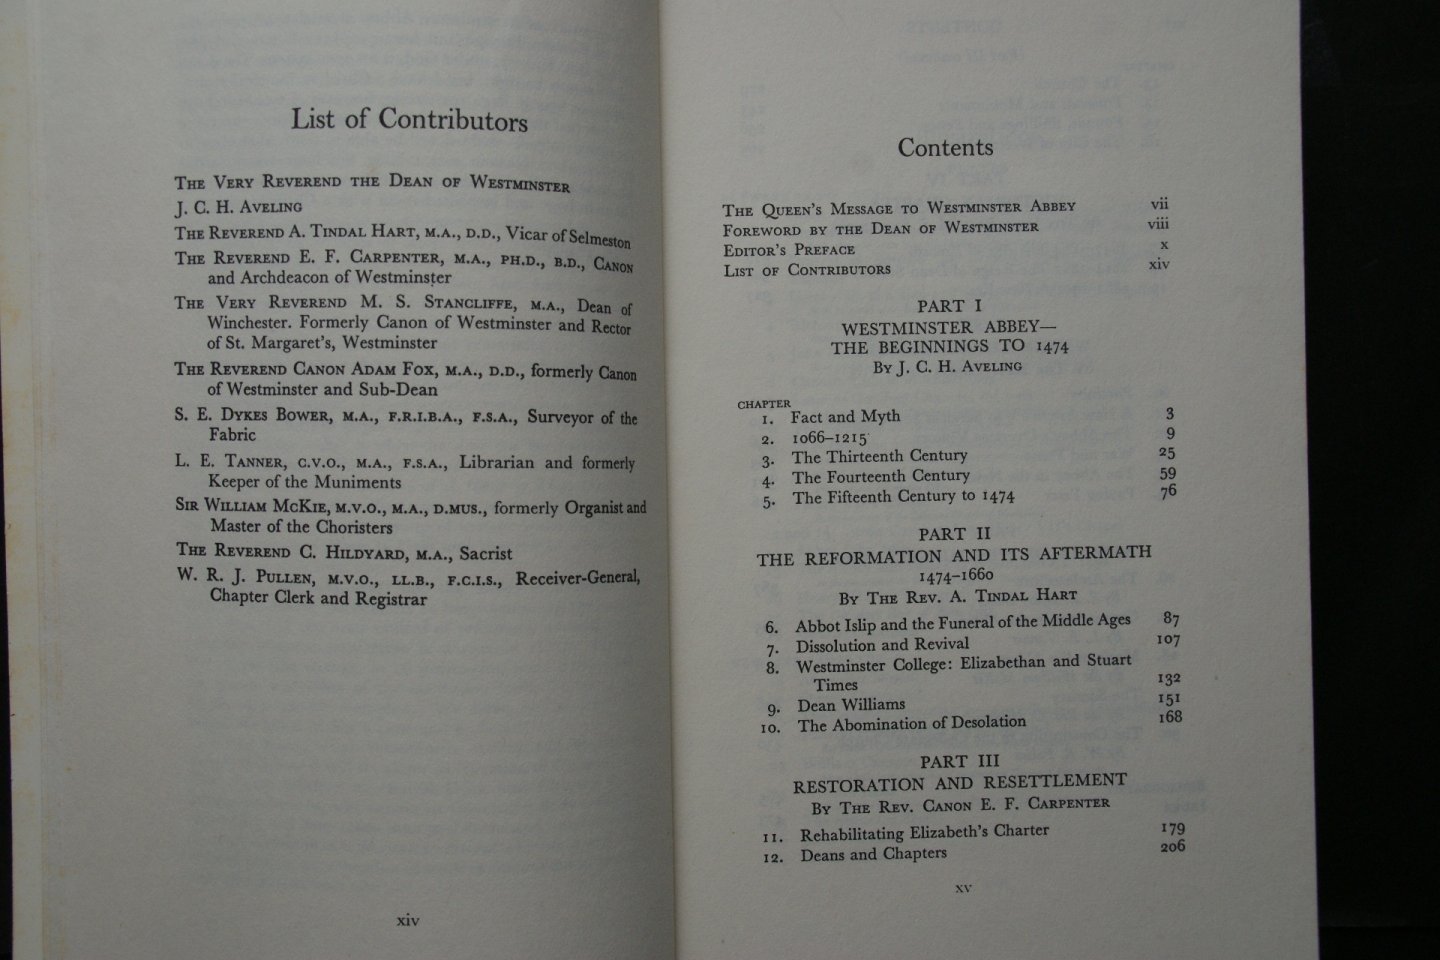 List of Contributors
THE VERY REVEREND THE DEAN OF WESTMINSTER
J. C. H. AVELING
THE REVEREND A. TINDAL HART, M.A., D.D., Vicar of Selmeston
THE REVEREND E. F. CARPENTER, M.A., PH.D., B.D., CANON
and Archdeacon of Westminster
THE VERY REVEREND M. S. STANCLIFFE, M.A., Dean of
Winchester. Formerly Canon of Westminster and Rector
of St. Margaret's, Westminster
THE REVEREND CANON ADAM FOX, M.A., D.D., formerly Canon
of Westminster and Sub-Dean
S. E. DYKES BOWER, M.A., F.R.I.B.A., F.S.A., Surveyor of the
Fabric
L. E. TANNER, C.V.O., M.A., F.S.A., Librarian and formerly
Keeper of the Muniments
SIR WILLIAM MCKIE, M.V.O., M.A., D.MUS., formerly Organist and
Master of the Choristers
THE REVEREND C. HILDYARD, M.A., Sacrist
W. R. J. PULLEN, M.V.O., LL.B., F.C.I.S., Receiver-General,
Chapter Clerk and Registrar
xiv
Contents
THE QUEEN'S MESSAGE TO WESTMINSTER ABBEY vii
FOREWORD BY THE DEAN OF WESTMINSTER viii
EDITOR'S PREFACE x
LIST OF CONTRIBUTORS xiv
PART I
WESTMINSTER ABBEY—
THE BEGINNINGS TO 1474
BY J. C. H. AVELING
CHAPTER
1. Fact and Myth 3
2. 1066–1215 9
3. The Thirteenth Century 25
4. The Fourteenth Century 59
5. The Fifteenth Century to 1474 76
PART II
THE REFORMATION AND ITS AFTERMATH
1474–1660
BY THE REV. A. TINDAL HART
6. Abbot Islip and the Funeral of the Middle Ages 87
7. Dissolution and Revival 107
8. Westminster College: Elizabethan and Stuart
Times 132
9. Dean Williams 151
10. The Abomination of Desolation 168
PART III
RESTORATION AND RESETTLEMENT
BY THE REV. CANON E. F. CARPENTER
11. Rehabilitating Elizabeth's Charter 179
12. Deans and Chapters 206
xv